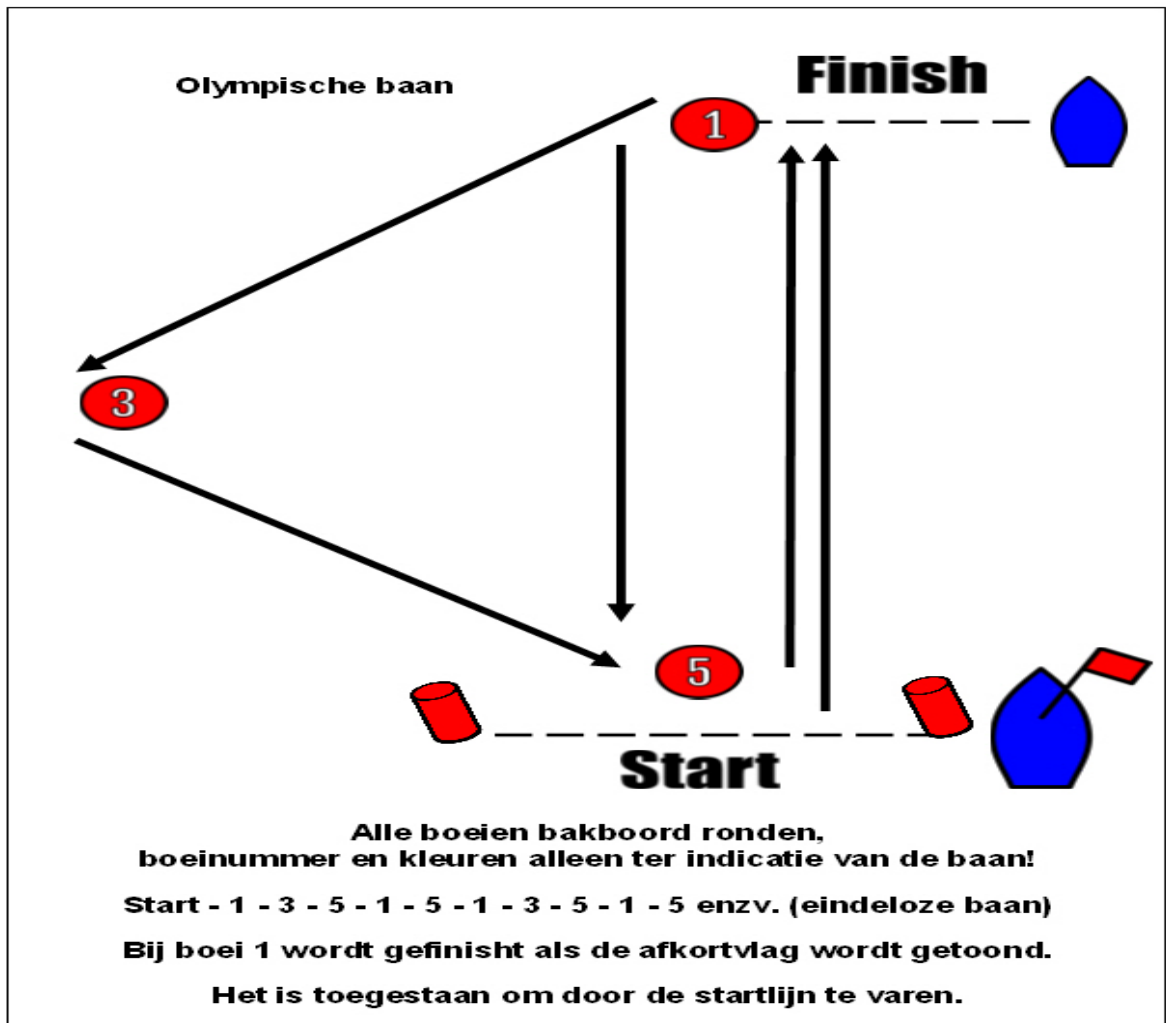 Olympische baan
Finish
1
3
5
Start
Alle boeien bakboord ronden,
boeinummer en kleuren alleen ter indicatie van de baan!
Start - 1 - 3 - 5 - 1 - 5 - 1 - 3 - 5 - 1 - 5 enzv. (eindeloze baan)
Bij boei 1 wordt gefinisht als de afkortvlag wordt getoond.
Het is toegestaan om door de startlijn te varen.